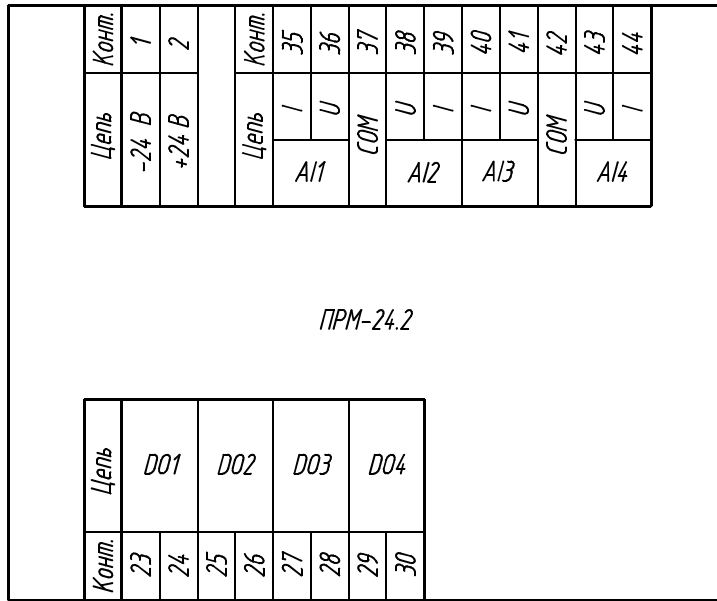 Конт. 1 2 Конт. 35 36 37 38 39 40 41 42 43 44
Цепь -24 В +24 В Цепь I U COM U I I U COM U I
AI1 AI2 AI3 AI4
ПРМ-24.2
Цепь DO1 DO2 DO3 DO4
Конт. 23 24 25 26 27 28 29 30